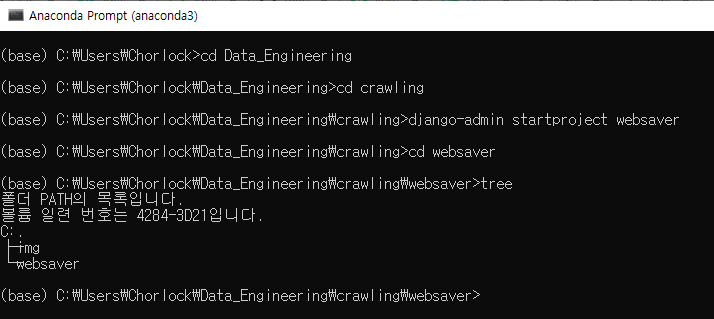 Anaconda Prompt (anaconda3)
(base) C:₩Users₩Chorlock>cd Data_Engineering
(base) C:₩Users₩Chorlock₩Data_Engineering>cd crawling
(base) C:₩Users₩Chorlock₩Data_Engineering₩crawling>django-admin startproject websaver
(base) C:₩Users₩Chorlock₩Data_Engineering₩crawling>cd websaver
(base) C:₩Users₩Chorlock₩Data_Engineering₩crawling₩websaver>tree
폴더 PATH의 목록입니다.
볼륨 일련 번호는 4284-3D21입니다.
C:.
├─img
└─websaver
(base) C:₩Users₩Chorlock₩Data_Engineering₩crawling₩websaver>